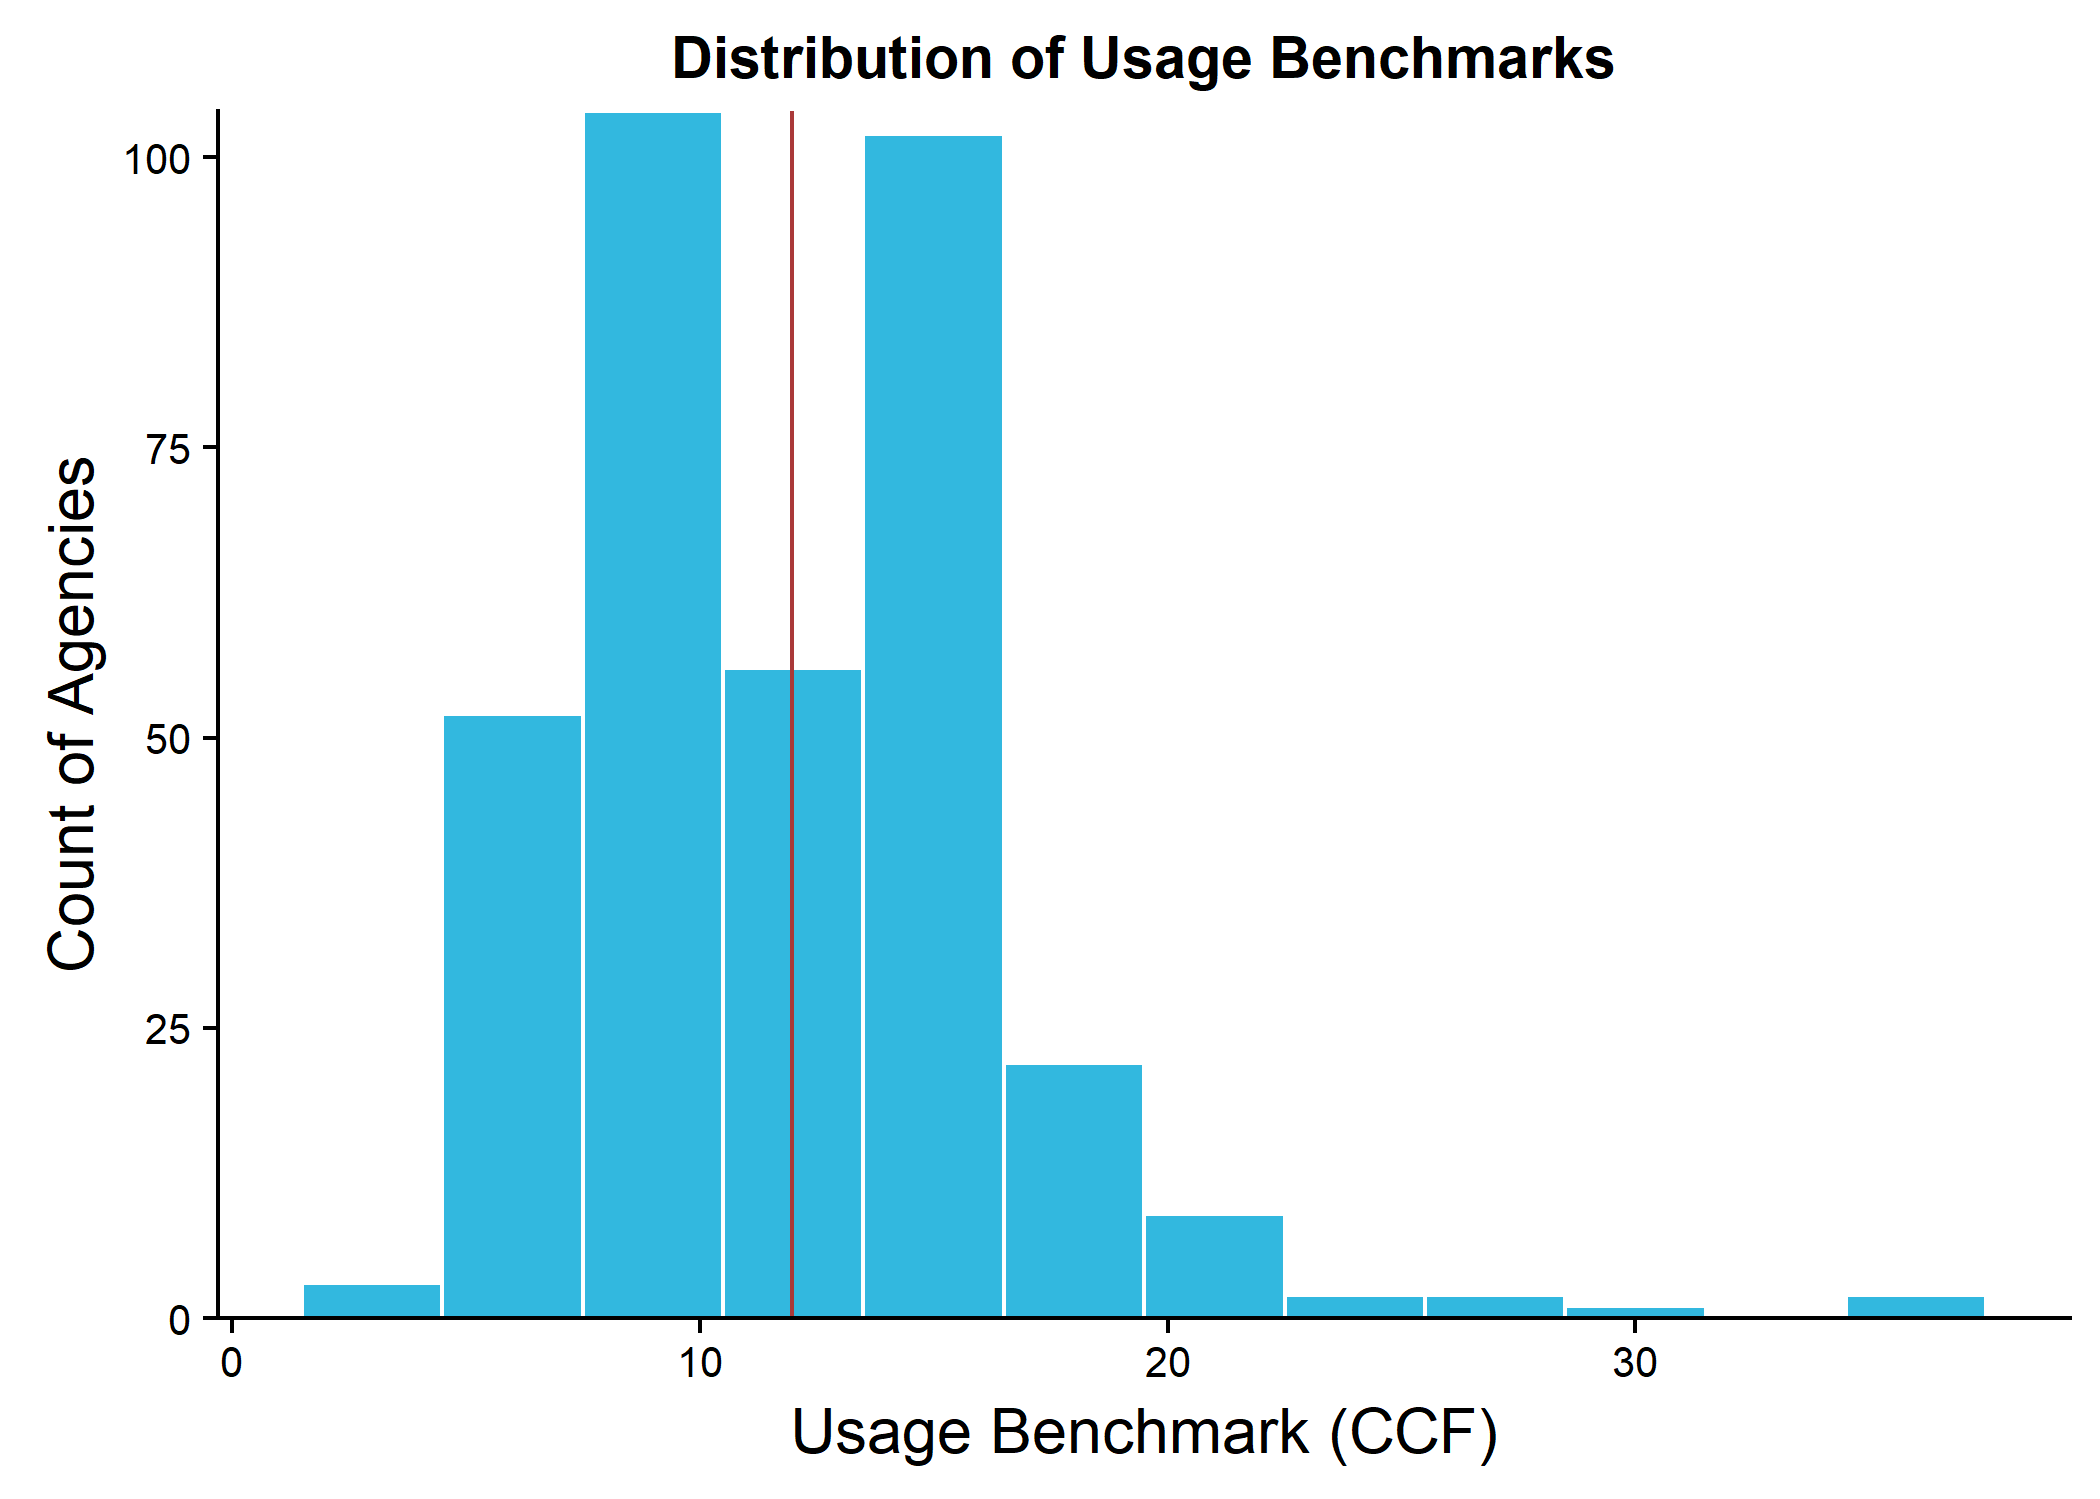 Distribution of Usage Benchmarks
100
75
50
25
0
Count of Agencies
0 10 20 30
Usage Benchmark (CCF)